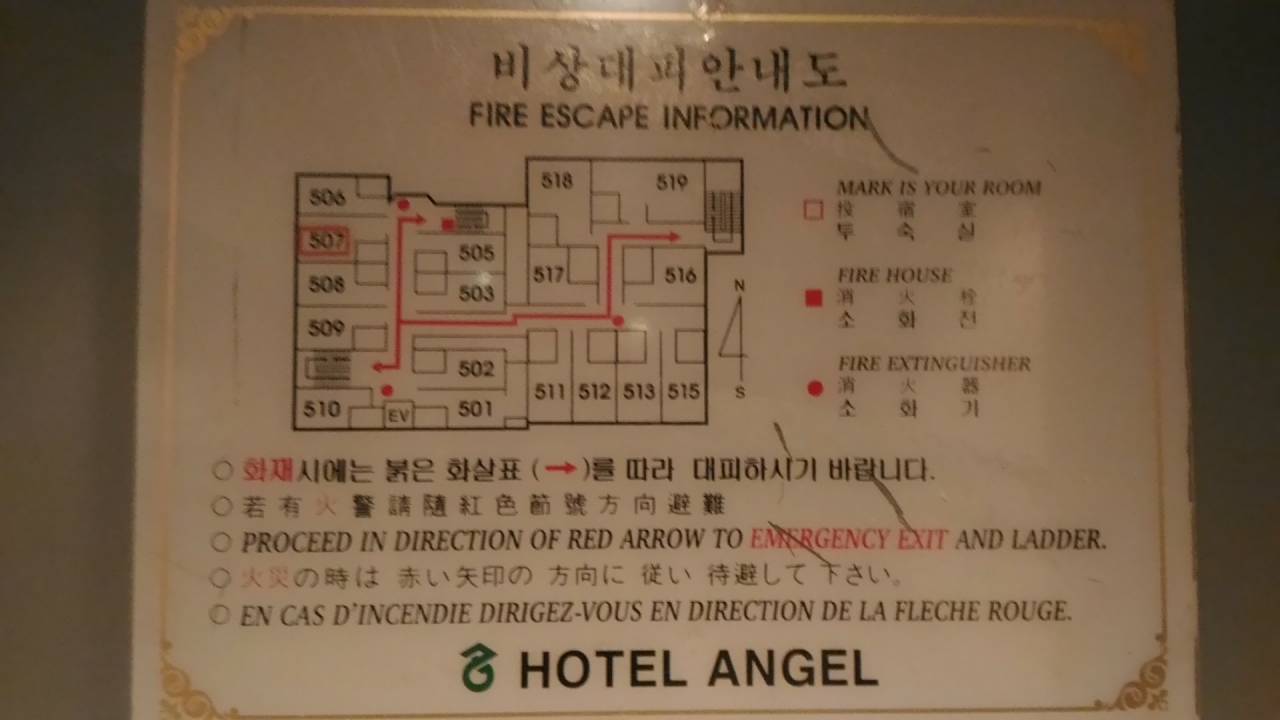 비상대피안내도
FIRE ESCAPE INFORMATION
506
507
508
509
510
EV
505
503
502
501
518
519
517
516
511 512 513 515
N
S
MARK IS YOUR ROOM
投 宿 室
투 숙 실
FIRE HOUSE
消 火 栓
소 화 전
FIRE EXTINGUISHER
消 火 器
소 화 기
○ 화재시에는 붉은 화살표 (→)를 따라 대피하시기 바랍니다.
○ 若有火警請隨紅色節號方向避難
○ PROCEED IN DIRECTION OF RED ARROW TO EMERGENCY EXIT AND LADDER.
○ 火災の時は 赤い矢印の 方向に 従い 待避して 下さい。
○ EN CAS D'INCENDIE DIRIGEZ-VOUS EN DIRECTION DE LA FLECHE ROUGE.
HOTEL ANGEL